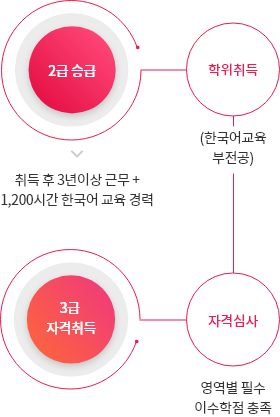 2급 승급
학위취득
(한국어교육
부전공)
취득 후 3년이상 근무 +
1,200시간 한국어 교육 경력
3급
자격취득
자격심사
영역별 필수
이수학점 충족